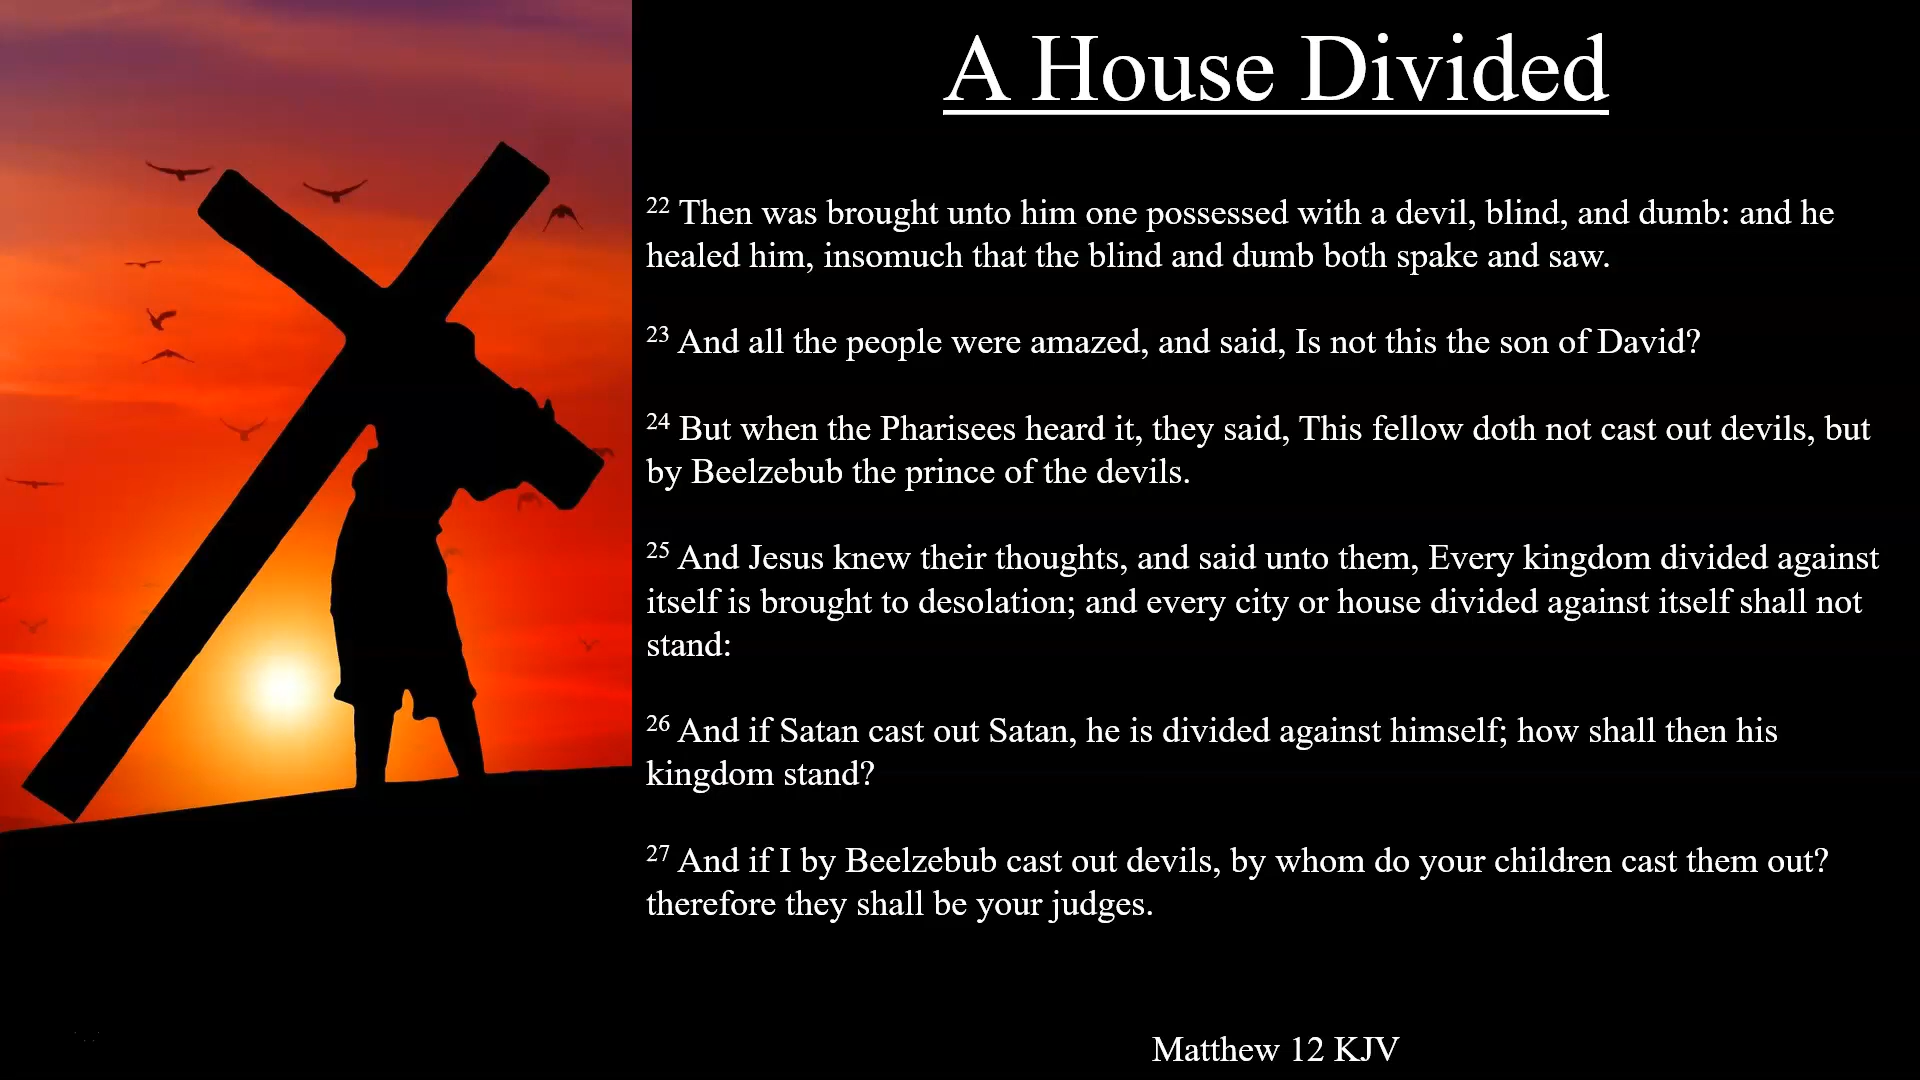 A House Divided
22 Then was brought unto him one possessed with a devil, blind, and dumb: and he
healed him, insomuch that the blind and dumb both spake and saw.
23 And all the people were amazed, and said, Is not this the son of David?
24 But when the Pharisees heard it, they said, This fellow doth not cast out devils, but
by Beelzebub the prince of the devils.
25 And Jesus knew their thoughts, and said unto them, Every kingdom divided against
itself is brought to desolation; and every city or house divided against itself shall not
stand:
26 And if Satan cast out Satan, he is divided against himself; how shall then his
kingdom stand?
27 And if I by Beelzebub cast out devils, by whom do your children cast them out?
therefore they shall be your judges.
Matthew 12 KJV